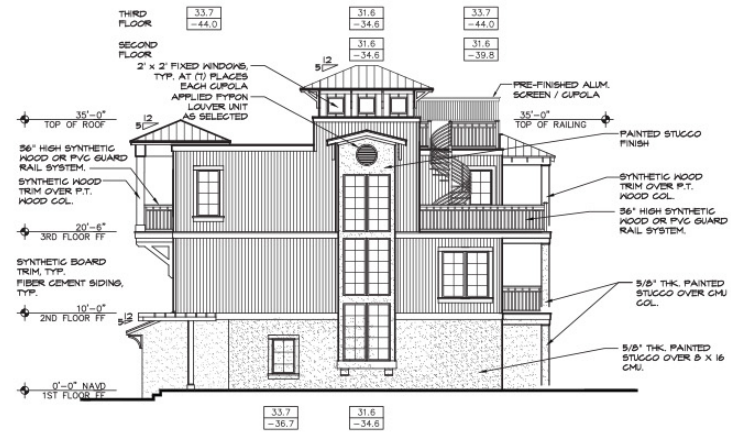 THIRD
FLOOR
33.7
-44.0
31.6
-34.6
33.7
-44.0
SECOND
FLOOR
31.6
-34.6
31.6
-39.8
2' x 2' FIXED WINDOWS,
TYP. AT (7) PLACES
EACH CUPOLA
APPLIED FYPON
LOUVER UNIT
AS SELECTED
12
5
PRE-FINISHED ALUM.
SCREEN / CUPOLA
35'-0"
TOP OF ROOF
12
5
35'-0"
TOP OF RAILING
PAINTED STUCCO
FINISH
36" HIGH SYNTHETIC
WOOD OR PVC GUARD
RAIL SYSTEM.
SYNTHETIC WOOD
TRIM OVER P.T.
WOOD COL.
SYNTHETIC WOOD
TRIM OVER P.T.
WOOD COL.
36" HIGH SYNTHETIC
WOOD OR PVC GUARD
RAIL SYSTEM.
20'-6"
3RD FLOOR FF
SYNTHETIC BOARD
TRIM, TYP.
FIBER CEMENT SIDING,
TYP.
5/8" THK. PAINTED
STUCCO OVER CMU
COL.
10'-0"
2ND FLOOR FF
12
5
5/8" THK. PAINTED
STUCCO OVER 8 X 16
CMU.
0'-0" NAVD
1ST FLOOR FF
33.7
-36.7
31.6
-34.6